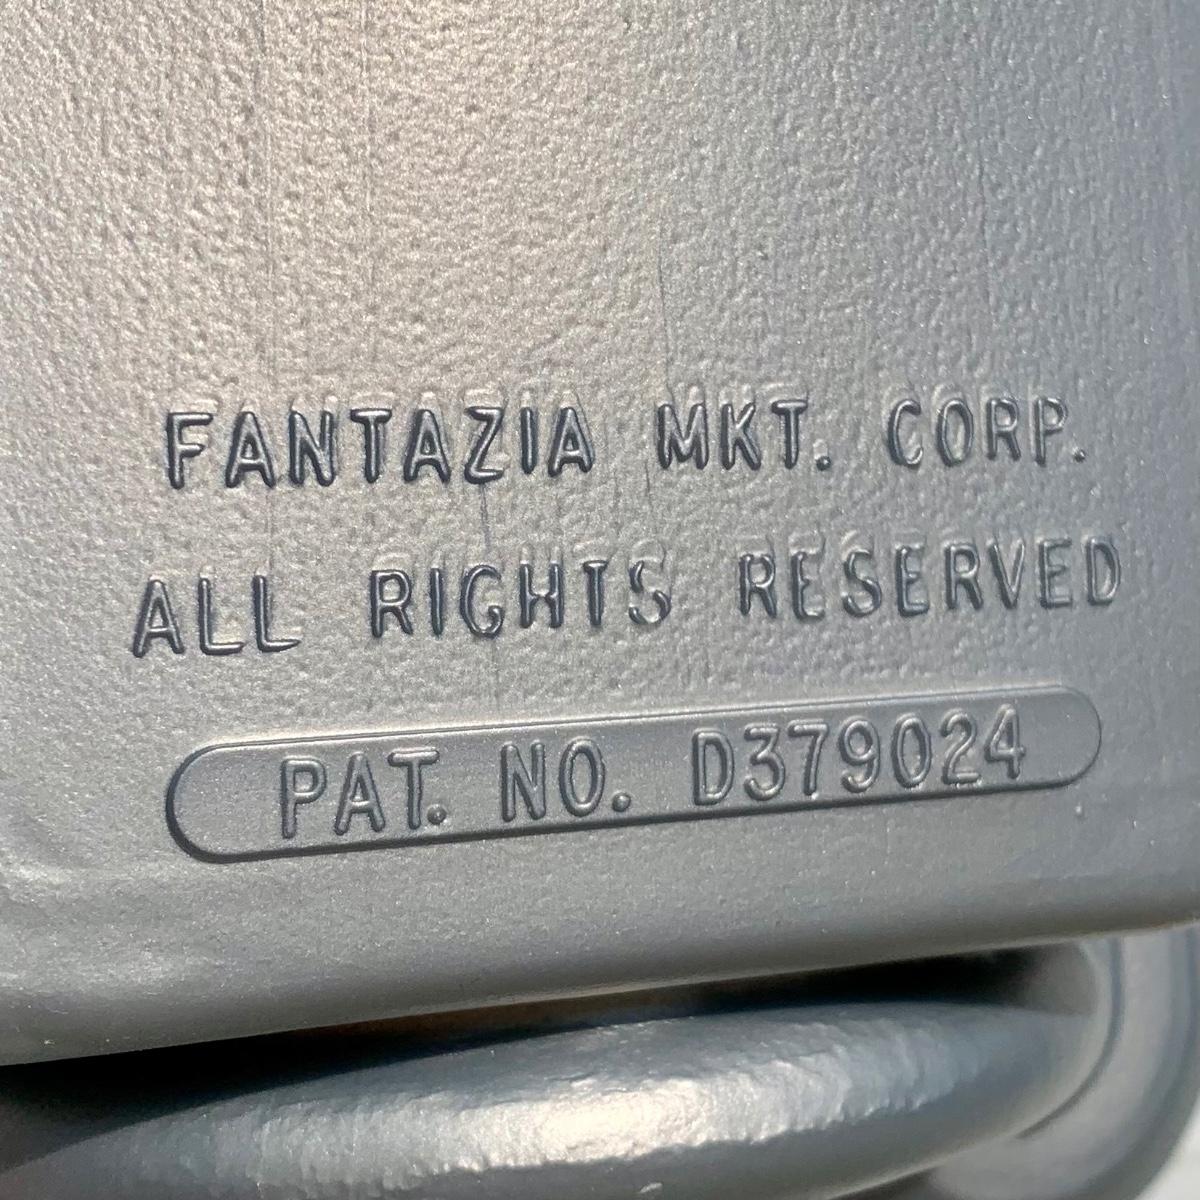 FANTAZIA MKT. CORP.
ALL RIGHTS RESERVED
PAT. NO. D379024